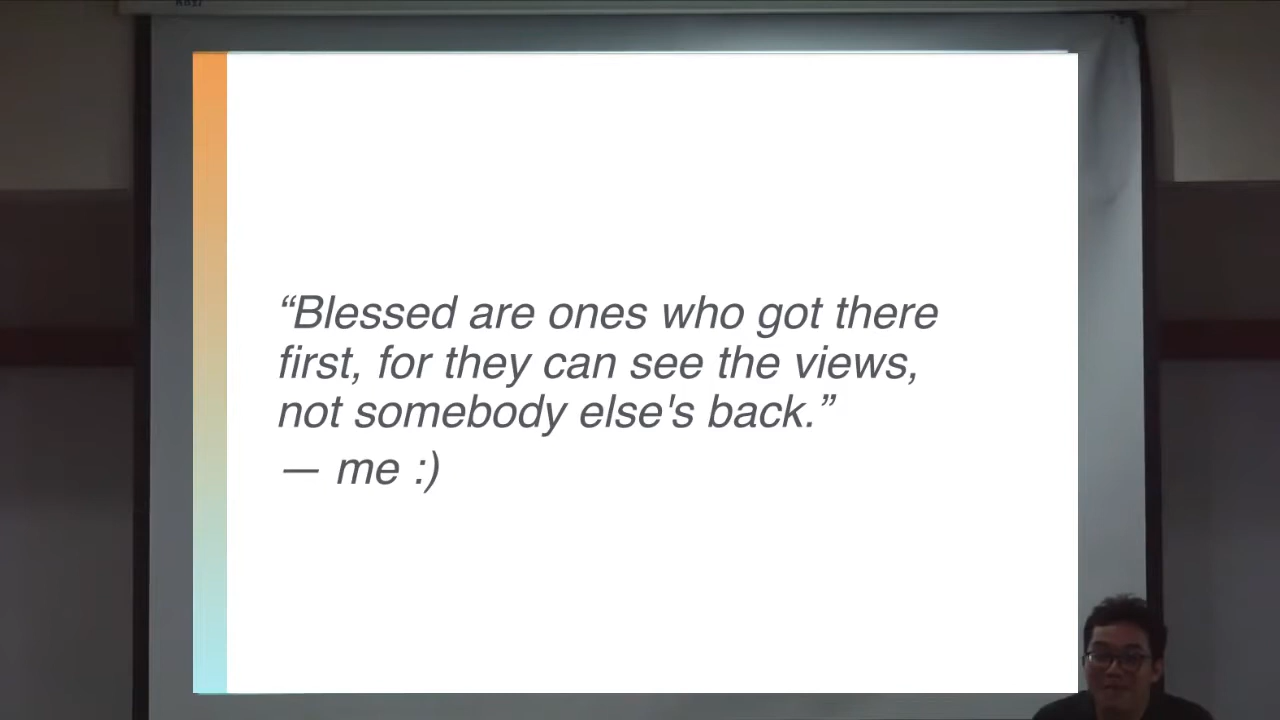 “Blessed are ones who got there
first, for they can see the views,
not somebody else's back.”
— me :)